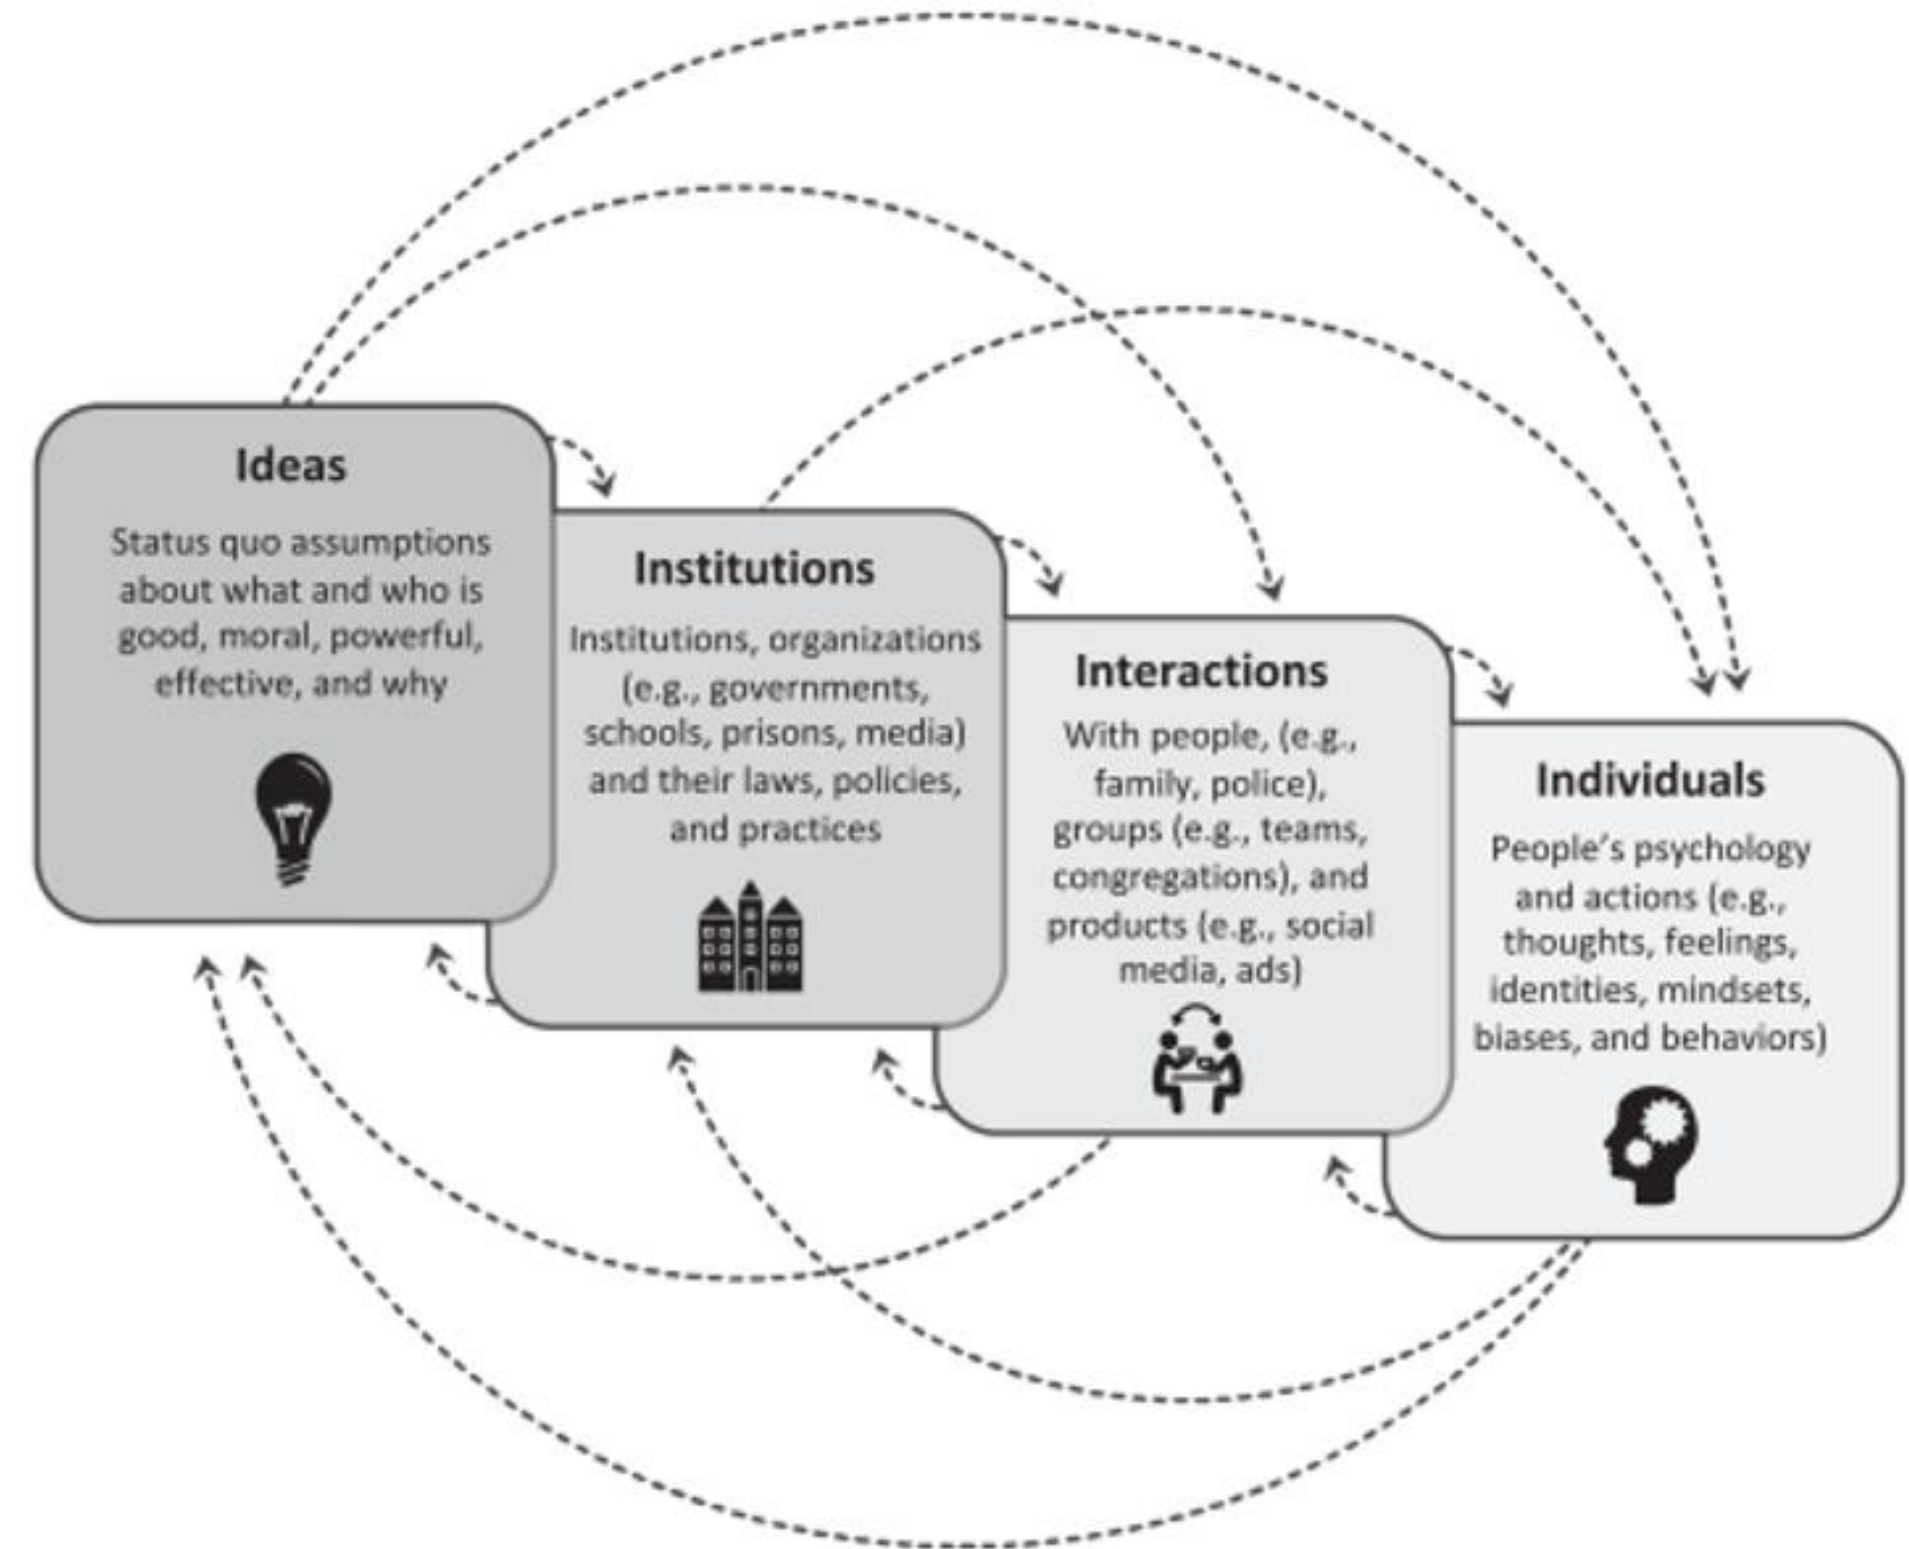 Ideas
Status quo assumptions
about what and who is
good, moral, powerful,
effective, and why
Institutions
Institutions, organizations
(e.g., governments,
schools, prisons, media)
and their laws, policies,
and practices
Interactions
With people, (e.g.,
family, police),
groups (e.g., teams,
congregations), and
products (e.g., social
media, ads)
Individuals
People's psychology
and actions (e.g.,
thoughts, feelings,
identities, mindsets,
biases, and behaviors)